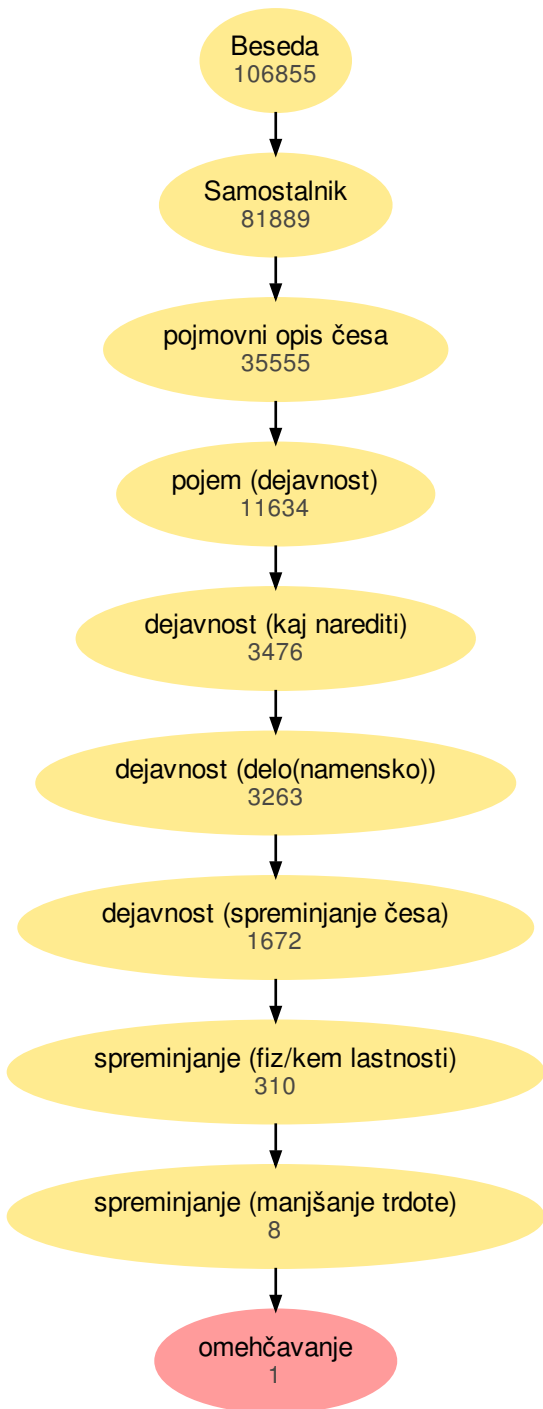 Beseda
106855
Samostalnik
81889
pojmovni opis česa
35555
pojem (dejavnost)
11634
dejavnost (kaj narediti)
3476
dejavnost (delo(namensko))
3263
dejavnost (spreminjanje česa)
1672
spreminjanje (fiz/kem lastnosti)
310
spreminjanje (manjšanje trdote)
8
omehčavanje
1